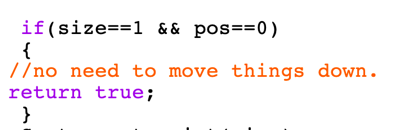 if(size==1 && pos==0)
{
//no need to move things down.
return true;
}